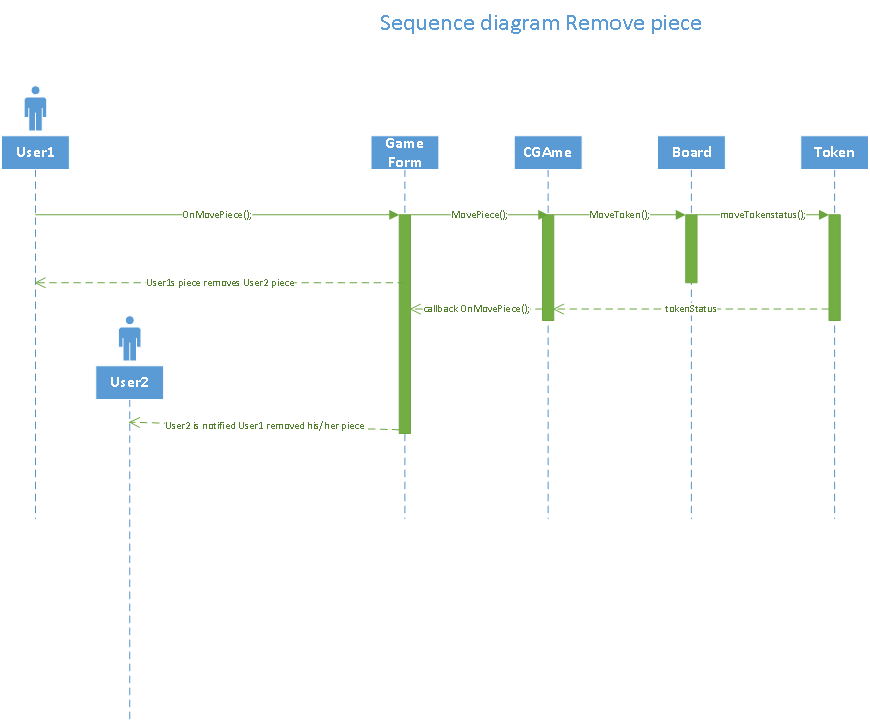 Sequence diagram Remove piece
User1
Game
Form
CGAme
Board
Token
OnMovePiece();
MovePiece();
MoveToken();
moveTokenstatus();
User1s piece removes User2 piece
callback OnMovePiece();
tokenStatus
User2
User2 is notified User1 removed his/her piece